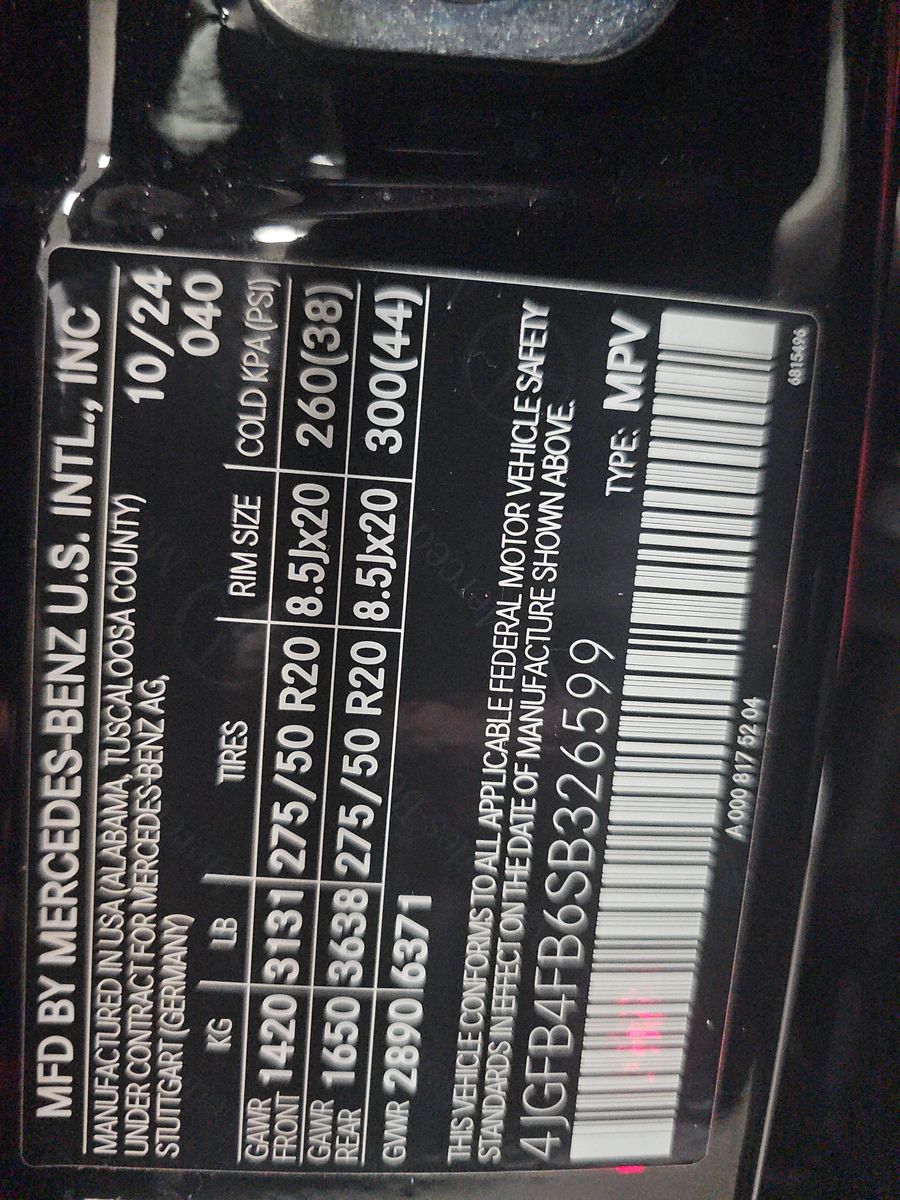 MFD BY MERCEDES-BENZ U.S. INTL., INC
MANUFACTURED IN USA (ALABAMA, TUSCALOOSA COUNTY) 10/24
UNDER CONTRACT FOR MERCEDES-BENZ AG,
STUTTGART (GERMANY) 040
KG LB TIRES RIM SIZE COLD KPA(PSI)
GAWR FRONT 1420 3131 275/50 R20 8.5Jx20 260(38)
GAWR REAR 1650 3638 275/50 R20 8.5Jx20 300(44)
GVWR 2890 6371
THIS VEHICLE CONFORMS TO ALL APPLICABLE FEDERAL MOTOR VEHICLE SAFETY
STANDARDS IN EFFECT ON THE DATE OF MANUFACTURE SHOWN ABOVE.
4JGFB4FB6SB326599 TYPE: MPV
A 000 817 52 04 6815496